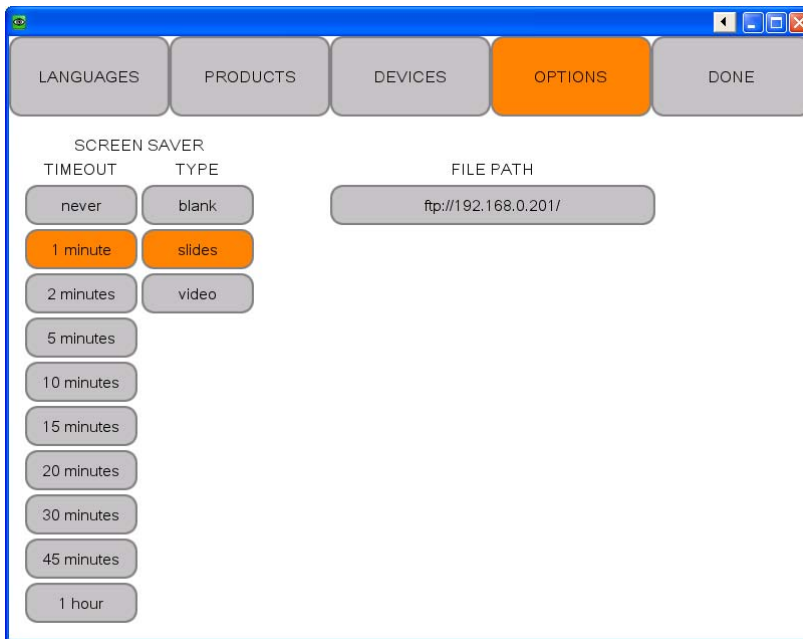 LANGUAGES PRODUCTS DEVICES OPTIONS DONE
SCREEN SAVER
TIMEOUT TYPE FILE PATH
never blank ftp://192.168.0.201/
1 minute slides
2 minutes video
5 minutes
10 minutes
15 minutes
20 minutes
30 minutes
45 minutes
1 hour